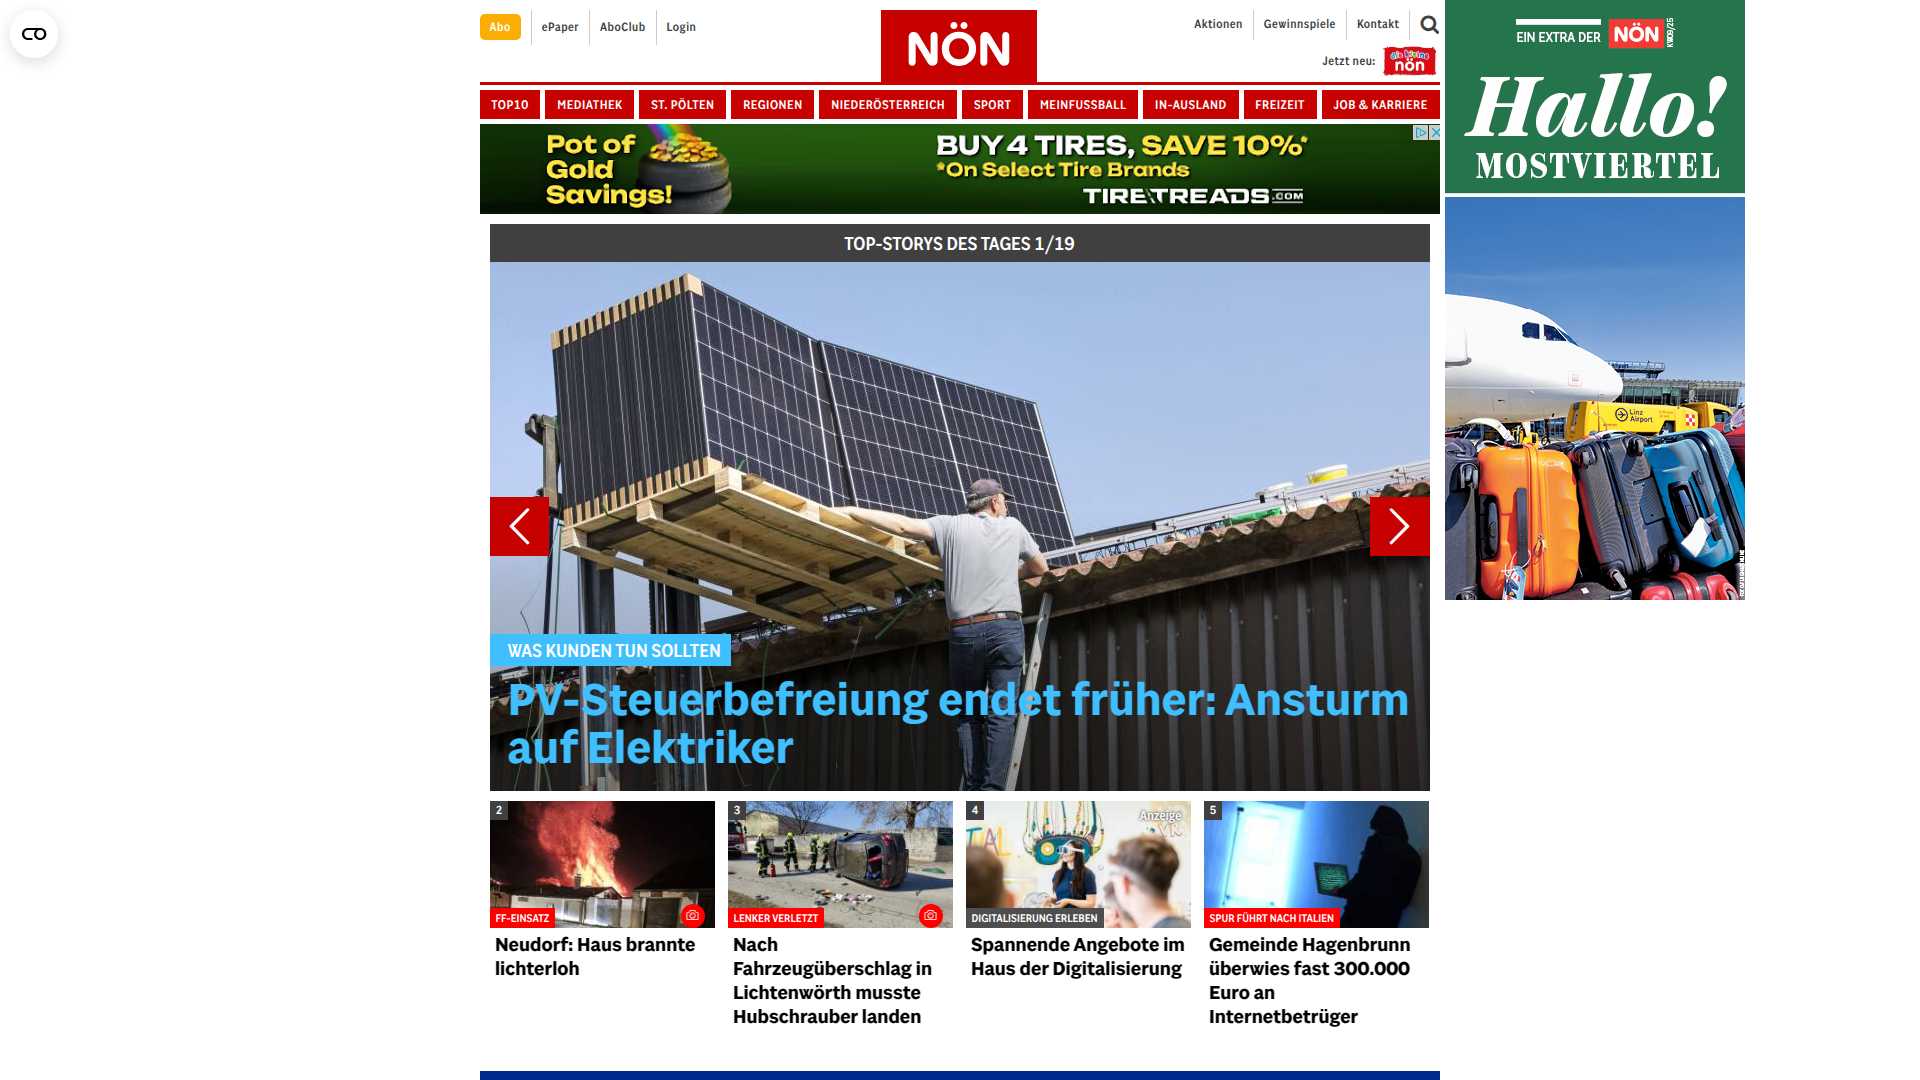 Abo
ePaper
AboClub
Login
NÖN
Aktionen
Gewinnspiele
Kontakt
Jetzt neu:
die kleine
nön
TOP10
MEDIATHEK
ST. PÖLTEN
REGIONEN
NIEDERÖSTERREICH
SPORT
MEINFUSSBALL
IN-AUSLAND
FREIZEIT
JOB & KARRIERE
Pot of
Gold
Savings!
BUY 4 TIRES, SAVE 10%*
*On Select Tire Brands
TIRETREADS.COM
EIN EXTRA DER NÖN KW09/25
Hallo!
MOSTVIERTEL
Linz
Airport
TOP-STORYS DES TAGES 1/19
WAS KUNDEN TUN SOLLTEN
PV-Steuerbefreiung endet früher: Ansturm
auf Elektriker
2
FF-EINSATZ
Neudorf: Haus brannte
lichterloh
3
LENKER VERLETZT
Nach
Fahrzeugüberschlag in
Lichtenwörth musste
Hubschrauber landen
4
Anzeige
VR
DIGITALISIERUNG ERLEBEN
Spannende Angebote im
Haus der Digitalisierung
5
SPUR FÜHRT NACH ITALIEN
Gemeinde Hagenbrunn
überwies fast 300.000
Euro an
Internetbetrüger